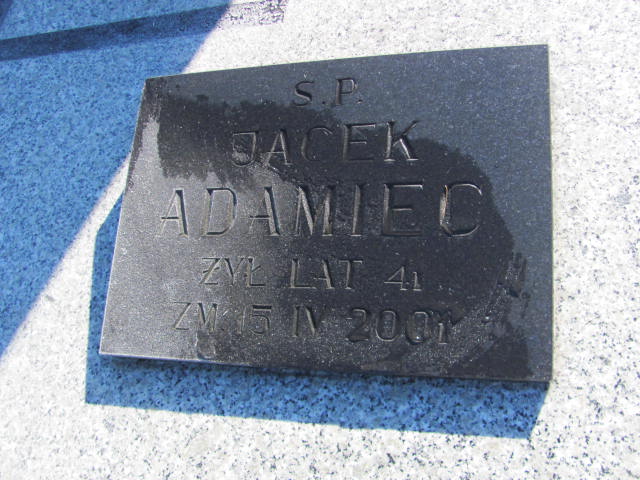 S.P.
JACEK
ADAMIEC
ŻYŁ LAT 41
ZM 15 IV 2001